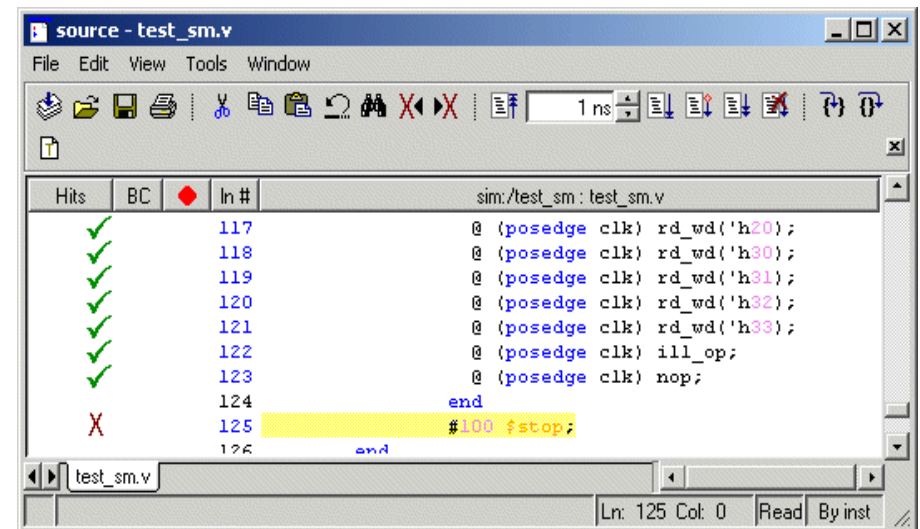 source - test_sm.v
File Edit View Tools Window
1 ns
Hits BC ln # sim:/test_sm : test_sm.v
117 @ (posedge clk) rd_wd('h20);
118 @ (posedge clk) rd_wd('h30);
119 @ (posedge clk) rd_wd('h31);
120 @ (posedge clk) rd_wd('h32);
121 @ (posedge clk) rd_wd('h33);
122 @ (posedge clk) ill_op;
123 @ (posedge clk) nop;
124 end
X 125 #100 $stop;
126 end
test_sm.v
Ln: 125 Col: 0 Read By inst